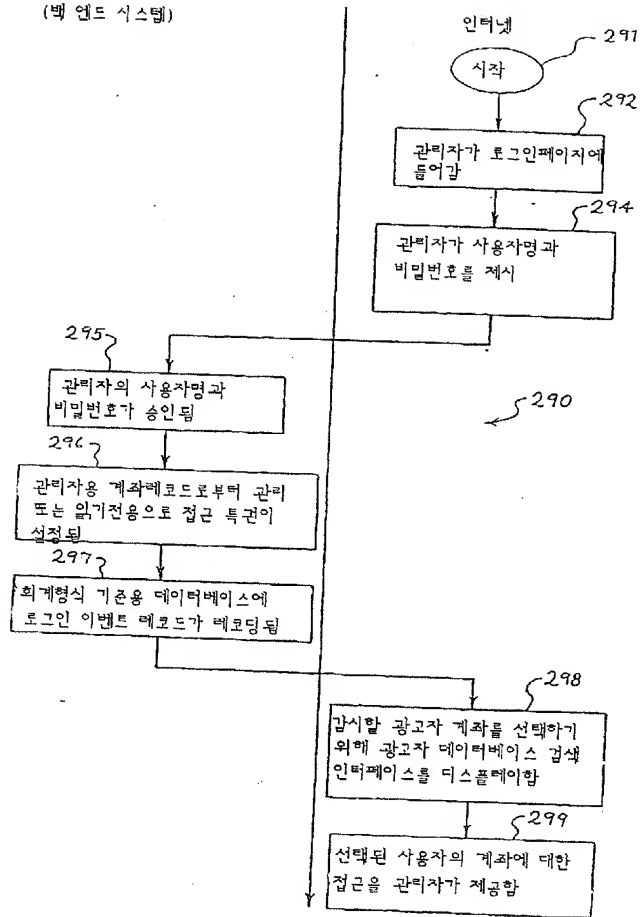 (백 엔드 시스템)
인터넷
291
시작
292
관리자가 로그인페이지에
들어감
294
관리자가 사용자명과
비밀번호를 제시
295
관리자의 사용자명과
비밀번호가 승인됨
290
296
관리자용 계좌레코드로부터 관리
또는 읽기전용으로 접근 특권이
설정됨
297
회계형식 기준용 데이터베이스에
로그인 이벤트 레코드가 레코딩됨
298
감시할 광고자 계좌를 선택하기
위해 광고자 데이터베이스 검색
인터페이스를 디스플레이함
299
선택된 사용자의 계좌에 대한
접근을 관리자가 제공함